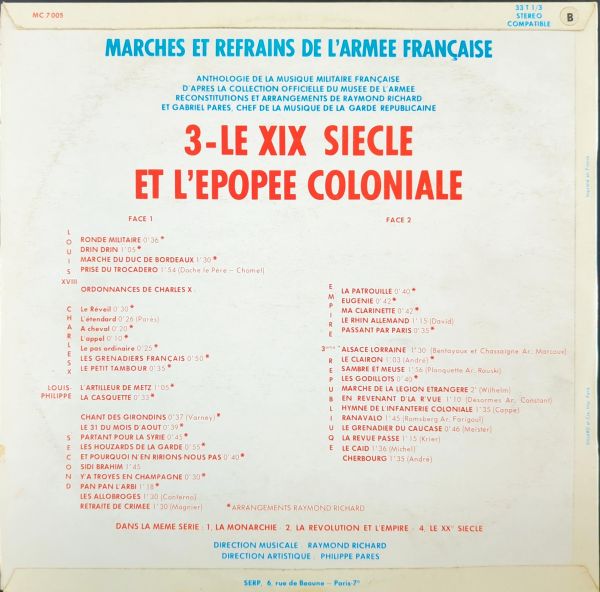 MC 7005
33 T 1/3
STEREO
COMPATIBLE
B
MARCHES ET REFRAINS DE L'ARMEE FRANÇAISE
ANTHOLOGIE DE LA MUSIQUE MILITAIRE FRANÇAISE
D'APRES LA COLLECTION OFFICIELLE DU MUSEE DE L'ARMEE
RECONSTITUTIONS ET ARRANGEMENTS DE RAYMOND RICHARD
ET GABRIEL PARES, CHEF DE LA MUSIQUE DE LA GARDE REPUBLICAINE
3-LE XIX SIECLE
ET L'EPOPEE COLONIALE
FACE 1
LOUIS XVIII
RONDE MILITAIRE 0'36 *
DRIN DRIN 1'05 *
MARCHE DU DUC DE BORDEAUX 1'30 *
PRISE DU TROCADERO 1'54 (Doche le Père - Chomel)
CHARLES X
ORDONNANCES DE CHARLES X :
Le Réveil 0'30 *
L'étendard 0'26 (Parès)
A cheval 0'20 *
L'appel 0'10 *
Le pas ordinaire 0'25 *
LES GRENADIERS FRANÇAIS 0'50 *
LE PETIT TAMBOUR 0'35 *
LOUIS-PHILIPPE
L'ARTILLEUR DE METZ 1'05 *
LA CASQUETTE 0'33 *
SECOND
CHANT DES GIRONDINS 0'37 (Varney) *
LE 31 DU MOIS D'AOUT 0'39 *
PARTANT POUR LA SYRIE 0'45 *
LES HOUZARDS DE LA GARDE 0'55 *
ET POURQUOI N'EN RIRIONS-NOUS PAS 0'40 *
SIDI BRAHIM 1'45
Y'A TROYES EN CHAMPAGNE 0'30 *
PAN PAN L'ARBI 1'18 *
LES ALLOBROGES 1'30 (Conterno)
RETRAITE DE CRIMEE 1'30 (Magnier)
FACE 2
EMPIRE
LA PATROUILLE 0'40 *
EUGENIE 0'42 *
MA CLARINETTE 0'42 *
LE RHIN ALLEMAND 1'15 (David)
PASSANT PAR PARIS 0'35 *
3ème REPUBLIQUE
ALSACE LORRAINE 1'30 (Bentayoux et Chassaigne Ar: Marcoux)
LE CLAIRON 1'03 (André) *
SAMBRE ET MEUSE 1'56 (Planquette Ar. Rauski)
LES GODILLOTS 0'40 *
MARCHE DE LA LEGION ETRANGERE 2' (Wilhelm)
EN REVENANT D'LA R'VUE 1'10 (Désormes Ar. Constant)
HYMNE DE L'INFANTERIE COLONIALE 1'35 (Coppe)
RANAVALO 1'45 (Romsberg Ar. Farigoul)
LE GRENADIER DU CAUCASE 0'46 (Meister)
LA REVUE PASSE 1'15 (Krier)
LE CAID 1'36 (Michel)
CHERBOURG 1'35 (André)
* ARRANGEMENTS RAYMOND RICHARD
DANS LA MEME SERIE : 1, LA MONARCHIE - 2, LA REVOLUTION ET L'EMPIRE - 4, LE XXe SIECLE
DIRECTION MUSICALE : RAYMOND RICHARD
DIRECTION ARTISTIQUE : PHILIPPE PARES
SERP, 6, rue de Beaune - Paris-7e
Imprimé en France